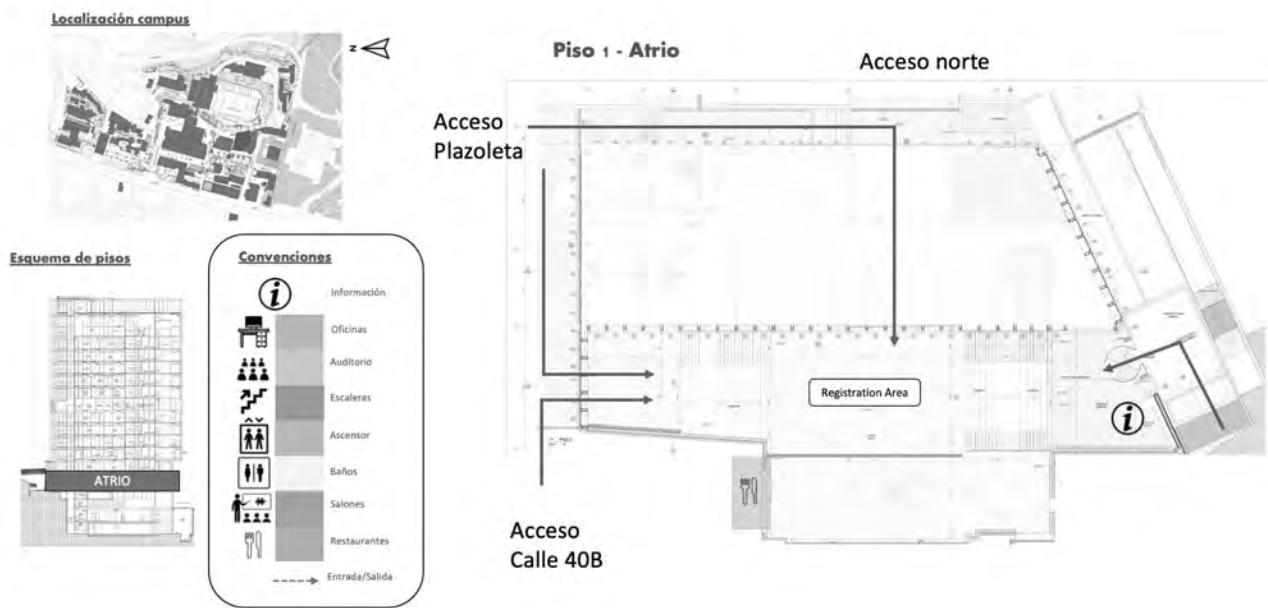 Localización campus
N
Esquema de pisos
ATRIO
Convenciones
Información
Oficinas
Auditorio
Escaleras
Ascensor
Baños
Salones
Restaurantes
Entrada/Salida
Piso 1 - Atrio
Acceso norte
Acceso
Plazoleta
Registration Area
Acceso
Calle 40B